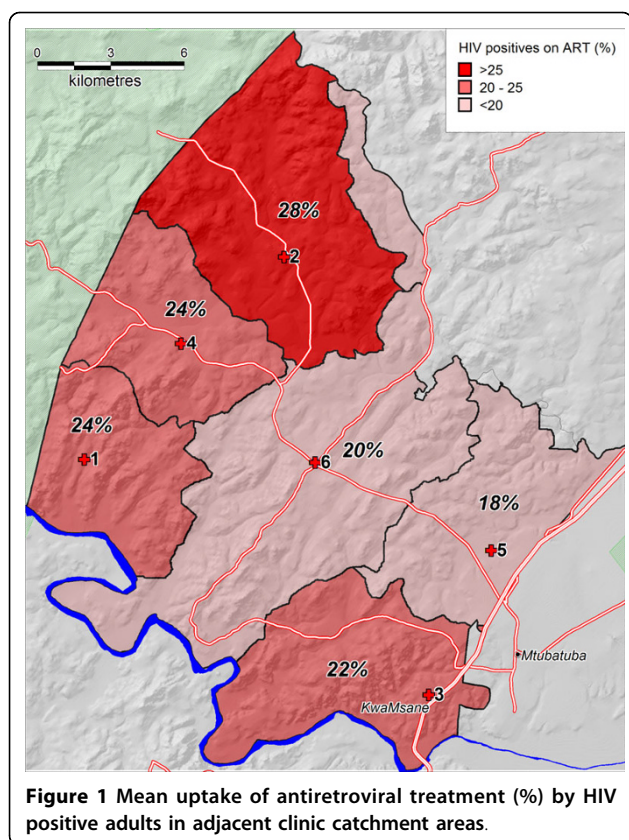 0 3 6
kilometres
HIV positives on ART (%)
>25
20 - 25
<20
28%
2
24%
4
24%
1
20%
6
18%
5
22%
3
KwaMsane
Mtubatuba
Figure 1 Mean uptake of antiretroviral treatment (%) by HIV
positive adults in adjacent clinic catchment areas.